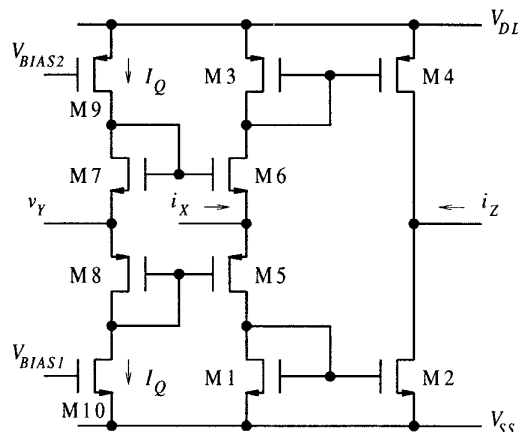 V_DD
V_BIAS2
I_Q
M3
M4
M9
M7
M6
v_Y
i_X
i_Z
M8
M5
V_BIAS1
I_Q
M1
M2
M10
V_SS